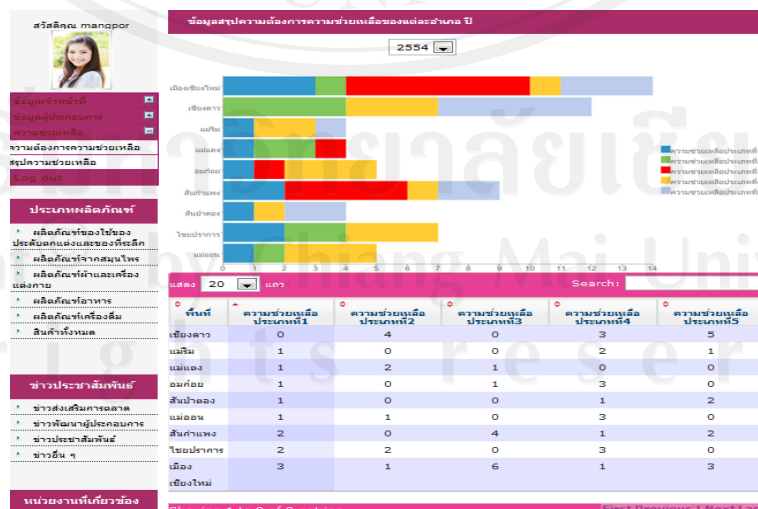 สวัสดีคุณ mangpor
ข้อมูลเจ้าหน้าที่
ข้อมูลผู้ประกอบการ
ความช่วยเหลือ
ความต้องการความช่วยเหลือ
สรุปความช่วยเหลือ
Log out
ประเภทผลิตภัณฑ์
ผลิตภัณฑ์ของใช้ของ
ประดับตกแต่งและของที่ระลึก
ผลิตภัณฑ์จากสมุนไพร
ผลิตภัณฑ์ผ้าและเครื่อง
แต่งกาย
ผลิตภัณฑ์อาหาร
ผลิตภัณฑ์เครื่องดื่ม
สินค้าทั้งหมด
ข่าวประชาสัมพันธ์
ข่าวส่งเสริมการตลาด
ข่าวพัฒนาผู้ประกอบการ
ข่าวประชาสัมพันธ์
ข่าวอื่น ๆ
หน่วยงานที่เกี่ยวข้อง
ข้อมูลสรุปความต้องการความช่วยเหลือของแต่ละอำเภอ ปี
2554
เมืองเชียงใหม่
เชียงดาว
แม่ริม
แม่แตง
อมก๋อย
สันกำแพง
สันป่าตอง
ไชยปราการ
แม่ออน
0 1 2 3 4 5 6 7 8 9 10 11 12 13 14
ความช่วยเหลือประเภทที่
ความช่วยเหลือประเภทที่
ความช่วยเหลือประเภทที่
ความช่วยเหลือประเภทที่
ความช่วยเหลือประเภทที่
แสดง 20 แถว Search:
พื้นที่ ความช่วยเหลือ ความช่วยเหลือ ความช่วยเหลือ ความช่วยเหลือ ความช่วยเหลือ
ประเภทที่1 ประเภทที่2 ประเภทที่3 ประเภทที่4 ประเภทที่5
เชียงดาว 0 4 0 3 5
แม่ริม 1 0 0 2 1
แม่แตง 1 2 1 0 0
อมก๋อย 1 0 1 3 0
สันป่าตอง 1 0 0 1 2
แม่ออน 1 1 0 3 0
สันกำแพง 2 0 4 1 2
ไชยปราการ 2 2 0 3 0
เมือง 3 1 6 1 3
เชียงใหม่
First Previous 1 Next